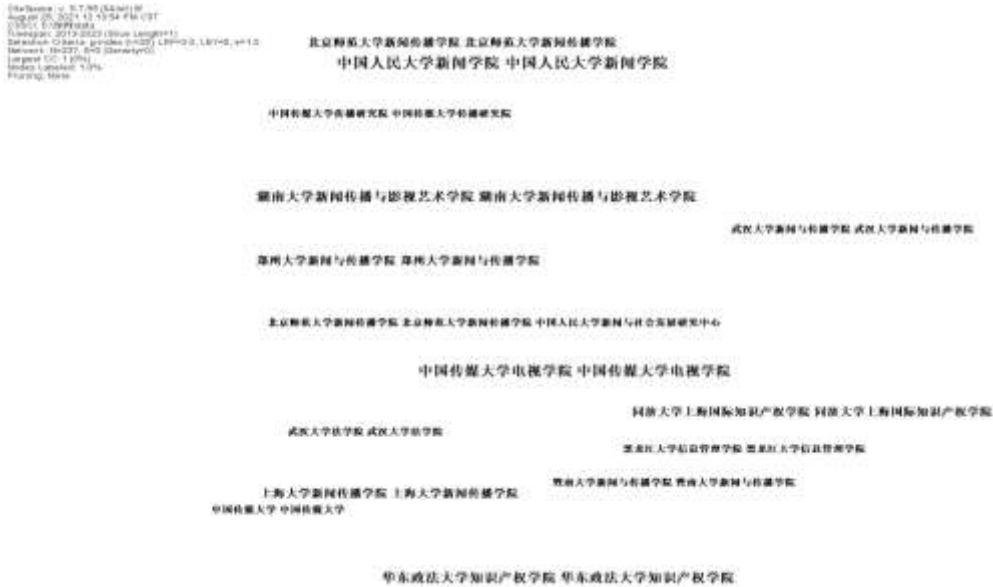 CiteSpace, v. 5.7.R5 (64-bit) W
August 25, 2021 12:10:54 PM CST
Pruning: None
北京师范大学新闻传播学院 北京师范大学新闻传播学院
中国人民大学新闻学院 中国人民大学新闻学院
中国传媒大学传播研究院 中国传媒大学传播研究院
湖南大学新闻传播与影视艺术学院 湖南大学新闻传播与影视艺术学院
武汉大学新闻与传播学院 武汉大学新闻与传播学院
郑州大学新闻与传播学院 郑州大学新闻与传播学院
北京师范大学新闻传播学院 北京师范大学新闻传播学院 中国人民大学新闻与社会发展研究中心
中国传媒大学电视学院 中国传媒大学电视学院
同济大学上海国际知识产权学院 同济大学上海国际知识产权学院
武汉大学法学院 武汉大学法学院
黑龙江大学信息管理学院 黑龙江大学信息管理学院
暨南大学新闻与传播学院 暨南大学新闻与传播学院
上海大学新闻传播学院 上海大学新闻传播学院
中国传媒大学 中国传媒大学
华东政法大学知识产权学院 华东政法大学知识产权学院